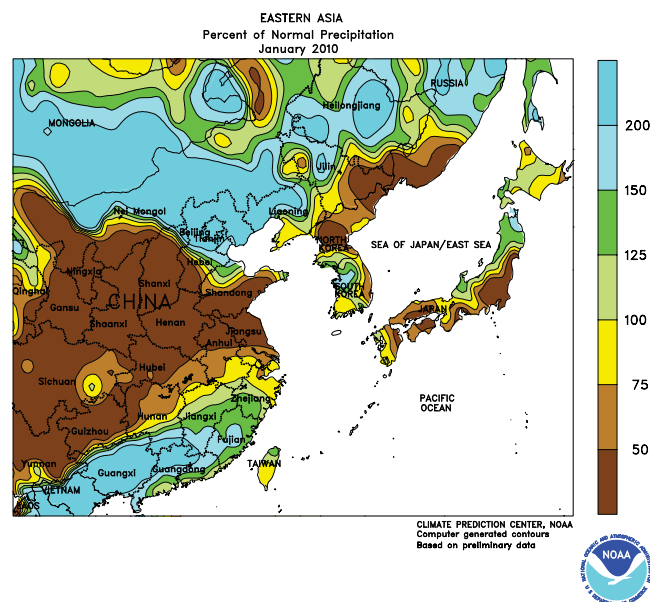 EASTERN ASIA
Percent of Normal Precipitation
January 2010
RUSSIA
Heilongjiang
MONGOLIA
Jilin
Nei Mongol
Liaoning
Beijing
Tianjin
NORTH
KOREA
SEA OF JAPAN/EAST SEA
Hebei
Ningxia
Shanxi
SOUTH
KOREA
Qinghai
Shandong
CHINA
Gansu
JAPAN
Shaanxi
Henan
Jiangsu
Anhui
Hubei
Sichuan
Zhejiang
PACIFIC
OCEAN
Hunan
Jiangxi
Guizhou
Fujian
Yunnan
Guangxi
Guangdong
TAIWAN
VIETNAM
200
150
125
100
75
50
CLIMATE PREDICTION CENTER, NOAA
Computer generated contours
Based on preliminary data
NOAA